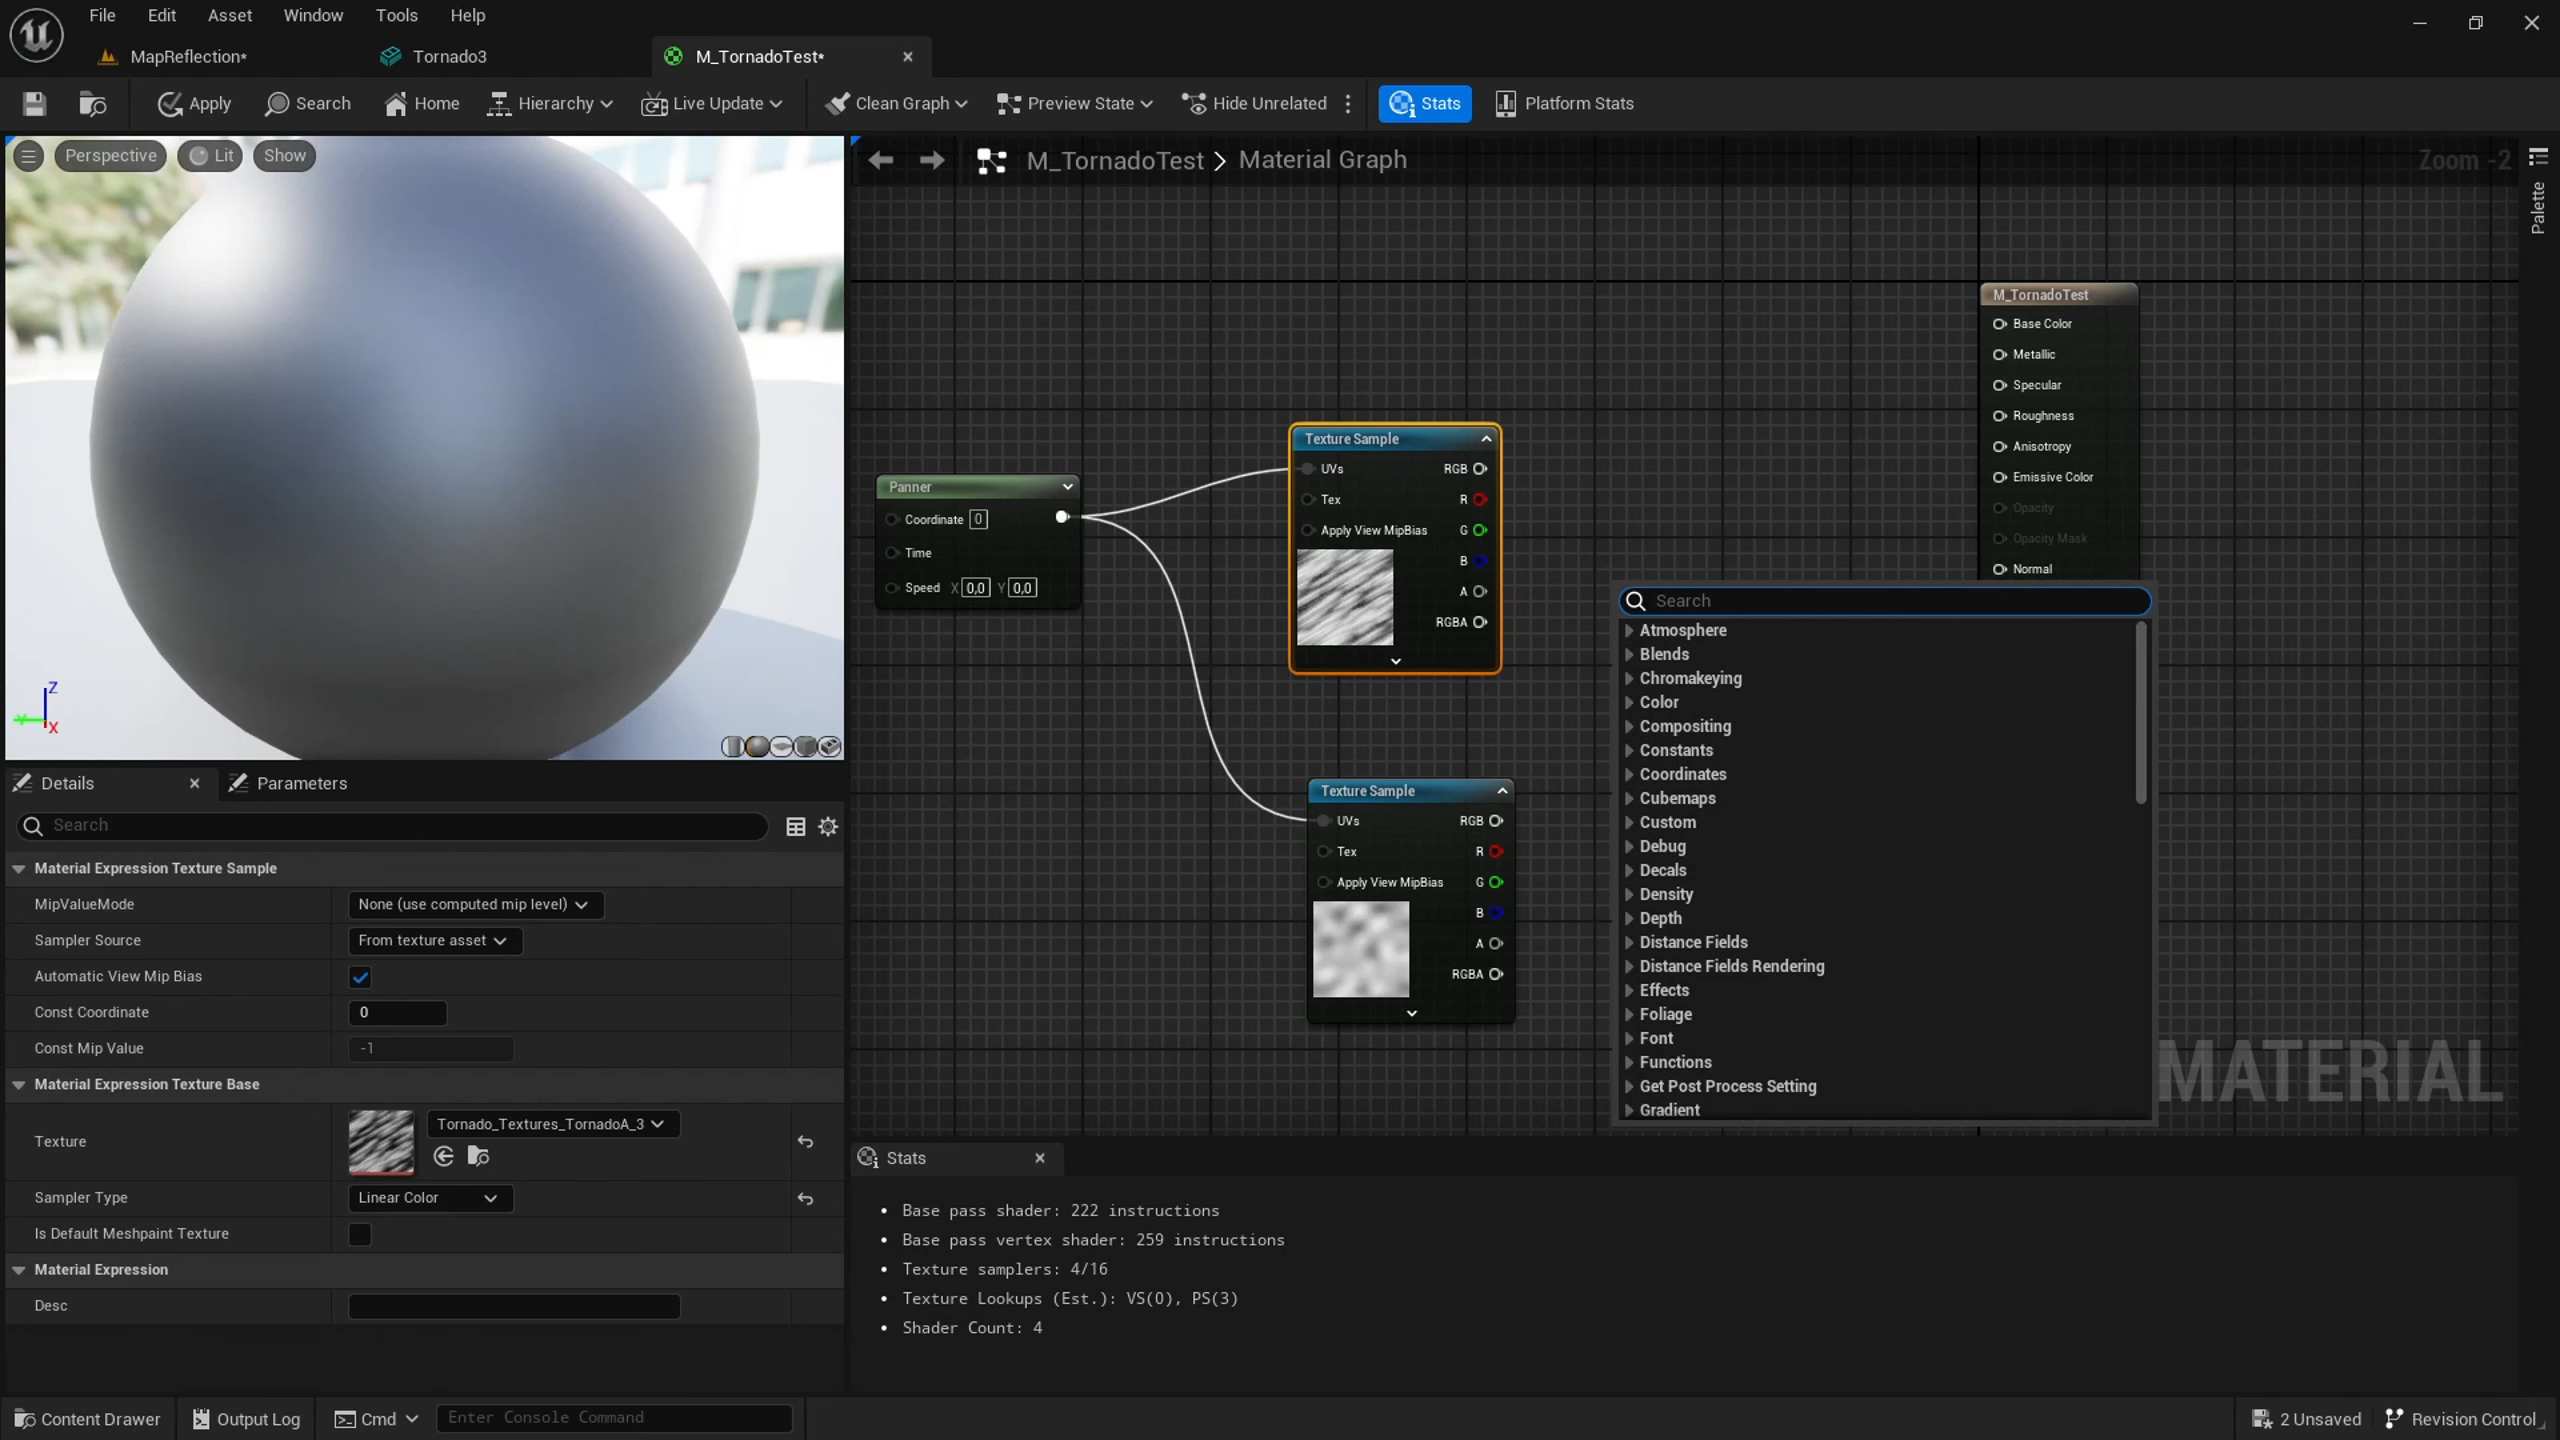 File Edit Asset Window Tools Help
MapReflection* Tornado3 M_TornadoTest*
Apply Search Home Hierarchy Live Update Clean Graph Preview State Hide Unrelated Stats Platform Stats
Perspective Lit Show
M_TornadoTest > Material Graph Zoom -2
Palette
M_TornadoTest
Base Color
Metallic
Specular
Roughness
Anisotropy
Emissive Color
Opacity
Opacity Mask
Normal
Panner
Coordinate 0
Time
Speed X 0,0 Y 0,0
Texture Sample
UVs RGB
Tex R
Apply View MipBias G
B
A
RGBA
Texture Sample
UVs RGB
Tex R
Apply View MipBias G
B
A
RGBA
Search
Atmosphere
Blends
Chromakeying
Color
Compositing
Constants
Coordinates
Cubemaps
Custom
Debug
Decals
Density
Depth
Distance Fields
Distance Fields Rendering
Effects
Foliage
Font
Functions
Get Post Process Setting
Gradient
MATERIAL
Z
Y
X
Details Parameters
Search
Material Expression Texture Sample
MipValueMode None (use computed mip level)
Sampler Source From texture asset
Automatic View Mip Bias
Const Coordinate 0
Const Mip Value -1
Material Expression Texture Base
Texture Tornado_Textures_TornadoA_3
Sampler Type Linear Color
Is Default Meshpaint Texture
Material Expression
Desc
Stats
Base pass shader: 222 instructions
Base pass vertex shader: 259 instructions
Texture samplers: 4/16
Texture Lookups (Est.): VS(0), PS(3)
Shader Count: 4
Content Drawer Output Log Cmd Enter Console Command 2 Unsaved Revision Control